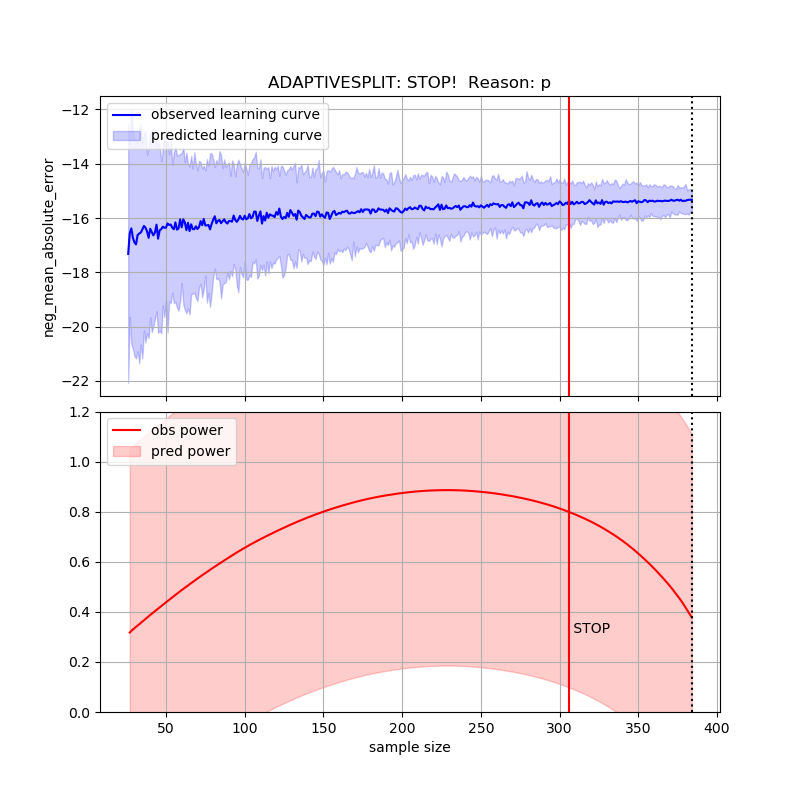 ADAPTIVESPLIT: STOP!  Reason: p
observed learning curve
predicted learning curve
neg_mean_absolute_error
−12
−14
−16
−18
−20
−22
obs power
pred power
1.2
1.0
0.8
0.6
0.4
0.2
0.0
STOP
50
100
150
200
250
300
350
400
sample size